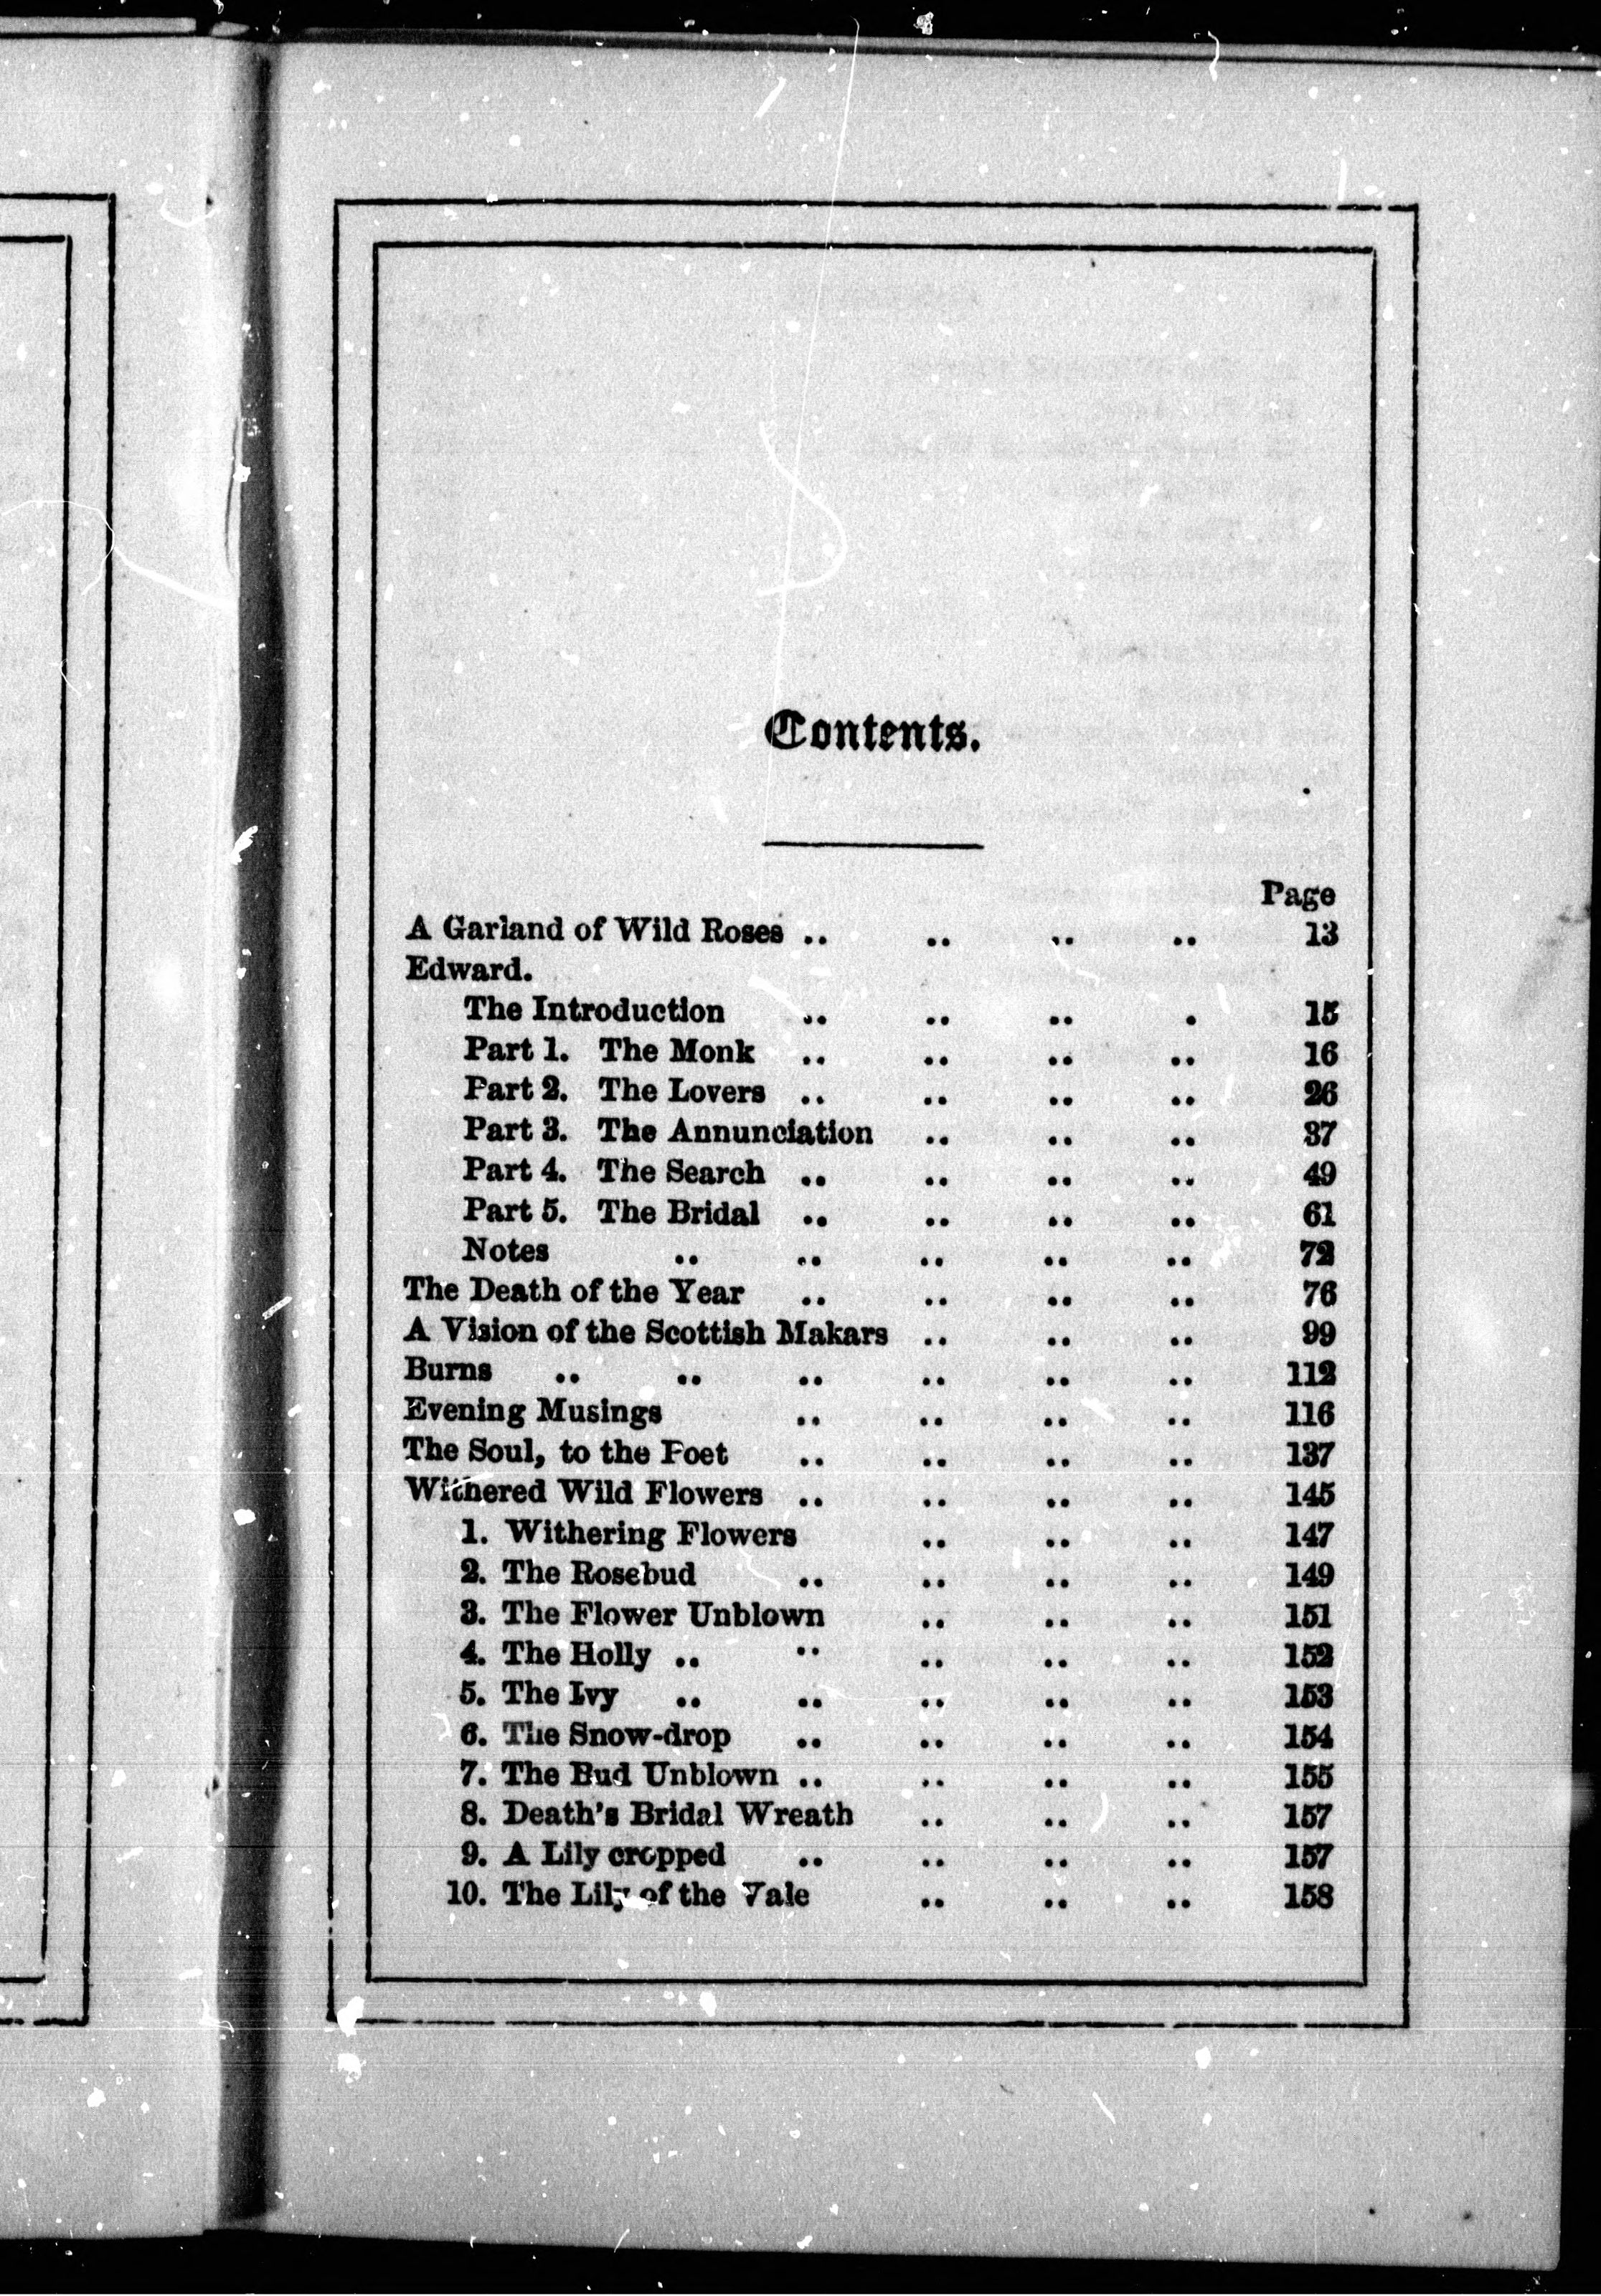 Contents.
Page
A Garland of Wild Roses .. .. .. .. 13
Edward.
The Introduction .. .. .. . 15
Part 1. The Monk .. .. .. .. 16
Part 2. The Lovers .. .. .. .. 26
Part 3. The Annunciation .. .. .. 37
Part 4. The Search .. .. .. .. 49
Part 5. The Bridal .. .. .. .. 61
Notes .. .. .. .. .. 72
The Death of the Year .. .. .. .. 76
A Vision of the Scottish Makars .. .. .. 99
Burns .. .. .. .. .. .. 112
Evening Musings .. .. .. .. 116
The Soul, to the Poet .. .. .. .. 137
Withered Wild Flowers .. .. .. .. 145
1. Withering Flowers .. .. .. 147
2. The Rosebud .. .. .. .. 149
3. The Flower Unblown .. .. .. 151
4. The Holly .. .. .. .. .. 152
5. The Ivy .. .. .. .. .. 153
6. The Snow-drop .. .. .. .. 154
7. The Bud Unblown .. .. .. .. 155
8. Death's Bridal Wreath .. .. .. 157
9. A Lily cropped .. .. .. .. 157
10. The Lily of the Vale .. .. .. 158